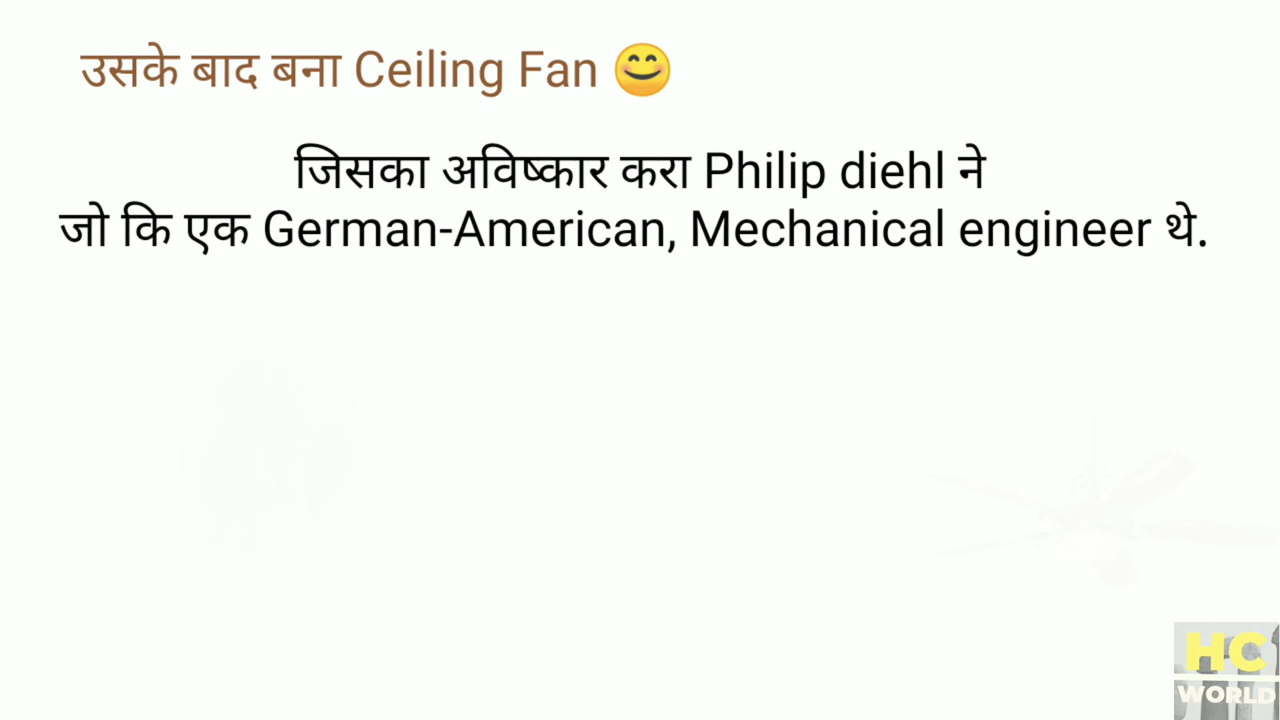 उसके बाद बना Ceiling Fan 😊
जिसका अविष्कार करा Philip diehl ने
जो कि एक German-American, Mechanical engineer थे.
HC
WORLD